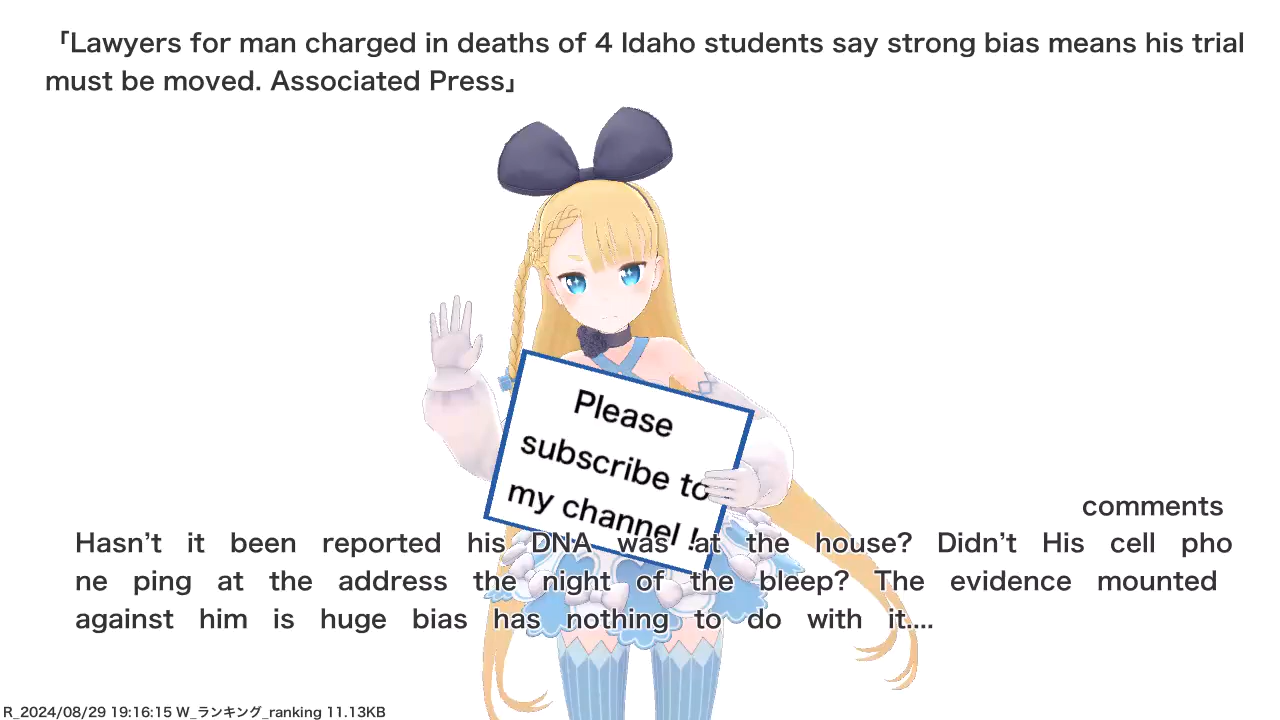 「Lawyers for man charged in deaths of 4 Idaho students say strong bias means his trial
must be moved. Associated Press」
Please
subscribe to
my channel !
comments
Hasn't it been reported his DNA was at the house? Didn't His cell pho
ne ping at the address the night of the bleep? The evidence mounted
against him is huge bias has nothing to do with it....
R_2024/08/29 19:16:15 W_ランキング_ranking 11.13KB